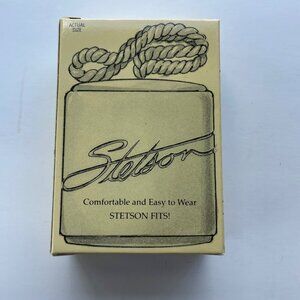 ACTUAL
SIZE
Stetson
Comfortable and Easy to Wear
STETSON FITS!